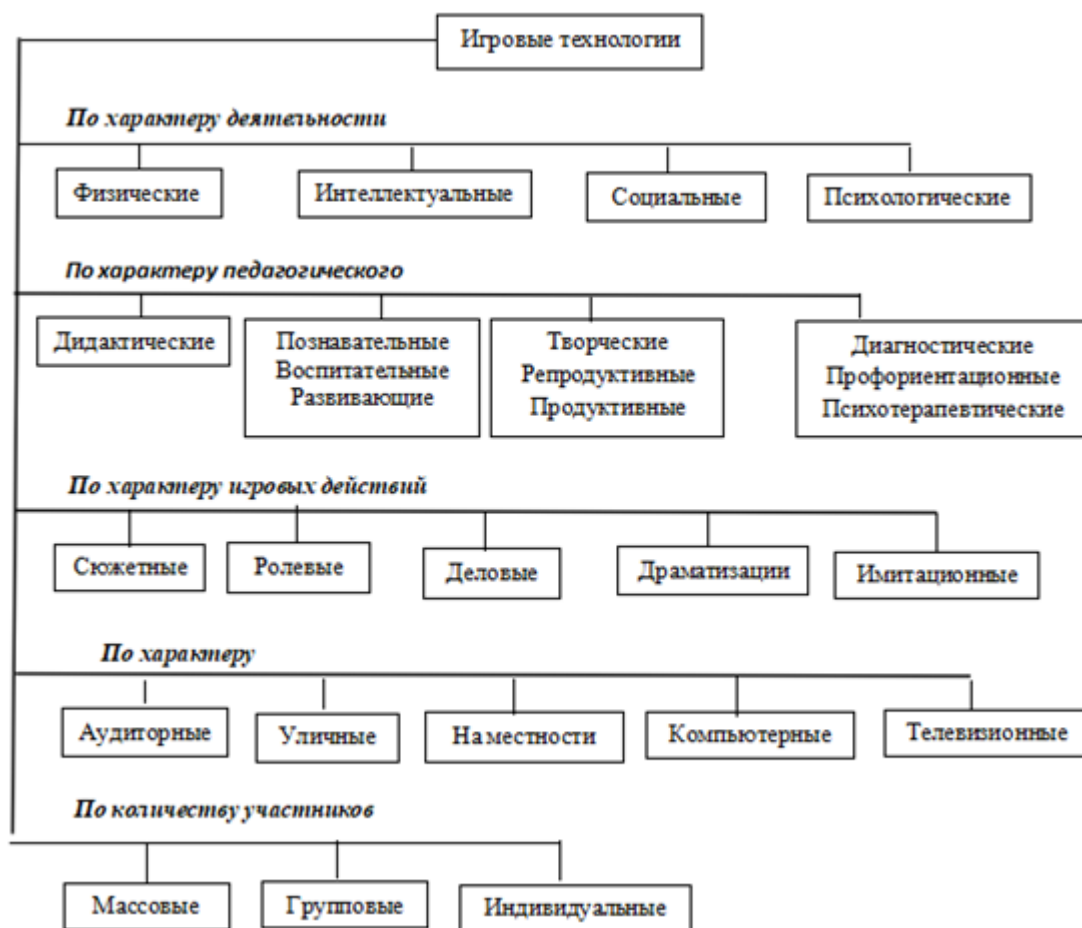 Игровые технологии
По характеру деятельности
Физические
Интеллектуальные
Социальные
Психологические
По характеру педагогического
Дидактические
Познавательные
Воспитательные
Развивающие
Творческие
Репродуктивные
Продуктивные
Диагностические
Профориентационные
Психотерапевтические
По характеру игровых действий
Сюжетные
Ролевые
Деловые
Драматизации
Имитационные
По характеру
Аудиторные
Уличные
На местности
Компьютерные
Телевизионные
По количеству участников
Массовые
Групповые
Индивидуальные